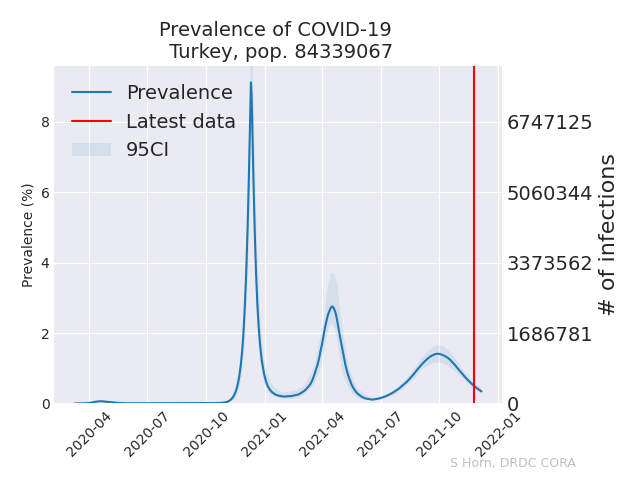 Prevalence of COVID-19
Turkey, pop. 84339067
Prevalence
Latest data
95CI
Prevalence (%)
8
6
4
2
0
6747125
5060344
3373562
1686781
0
# of infections
2020-04
2020-07
2020-10
2021-01
2021-04
2021-07
2021-10
2022-01
S Horn, DRDC CORA